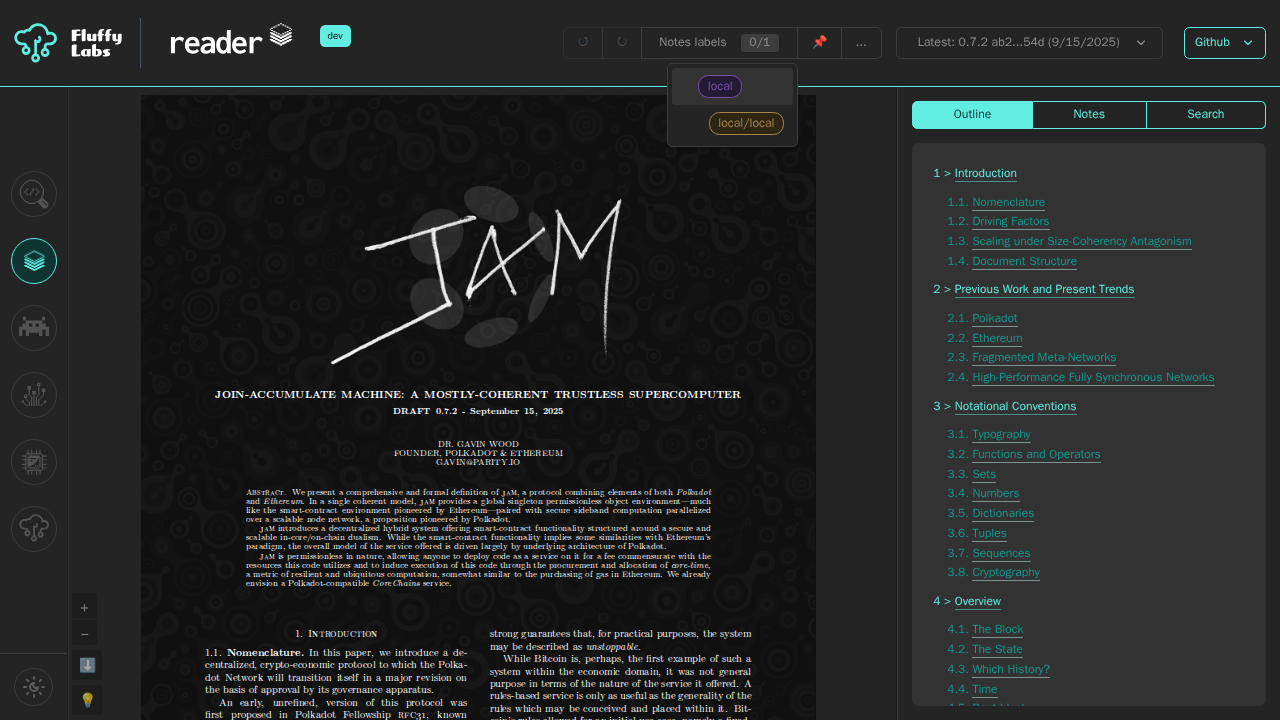 Fluffy
Labs
reader
dev
Notes labels 0/1
📌
...
Latest: 0.7.2 ab2...54d (9/15/2025)
Github
local
local/local
Outline
Notes
Search
JAM
JOIN-ACCUMULATE MACHINE: A MOSTLY-COHERENT TRUSTLESS SUPERCOMPUTER
DRAFT 0.7.2 - September 15, 2025
DR. GAVIN WOOD
FOUNDER, POLKADOT & ETHEREUM
GAVIN@PARITY.IO
Abstract. We present a comprehensive and formal definition of Jam, a protocol combining elements of both Polkadot
and Ethereum. In a single coherent model, Jam provides a global singleton permissionless object environment—much
like the smart-contract environment pioneered by Ethereum—paired with secure sideband computation parallelized
over a scalable node network, a proposition pioneered by Polkadot.
Jam introduces a decentralized hybrid system offering smart-contract functionality structured around a secure and
scalable in-core/on-chain dualism. While the smart-contract functionality implies some similarities with Ethereum's
paradigm, the overall model of the service offered is driven largely by underlying architecture of Polkadot.
Jam is permissionless in nature, allowing anyone to deploy code as a service on it for a fee commensurate with the
resources this code utilizes and to induce execution of this code through the procurement and allocation of core-time,
a metric of resilient and ubiquitous computation, somewhat similar to the purchasing of gas in Ethereum. We already
envision a Polkadot-compatible CoreChains service.
1. Introduction
1.1. Nomenclature. In this paper, we introduce a de-
centralized, crypto-economic protocol to which the Polka-
dot Network will transition itself in a major revision on
the basis of approval by its governance apparatus.
An early, unrefined, version of this protocol was
first proposed in Polkadot Fellowship RFC31, known
strong guarantees that, for practical purposes, the system
may be described as unstoppable.
While Bitcoin is, perhaps, the first example of such a
system within the economic domain, it was not general
purpose in terms of the nature of the service it offered. A
rules-based service is only as useful as the generality of the
rules which may be conceived and placed within it. Bit-
+
−
1 > Introduction
1.1. Nomenclature
1.2. Driving Factors
1.3. Scaling under Size-Coherency Antagonism
1.4. Document Structure
2 > Previous Work and Present Trends
2.1. Polkadot
2.2. Ethereum
2.3. Fragmented Meta-Networks
2.4. High-Performance Fully Synchronous Networks
3 > Notational Conventions
3.1. Typography
3.2. Functions and Operators
3.3. Sets
3.4. Numbers
3.5. Dictionaries
3.6. Tuples
3.7. Sequences
3.8. Cryptography
4 > Overview
4.1. The Block
4.2. The State
4.3. Which History?
4.4. Time